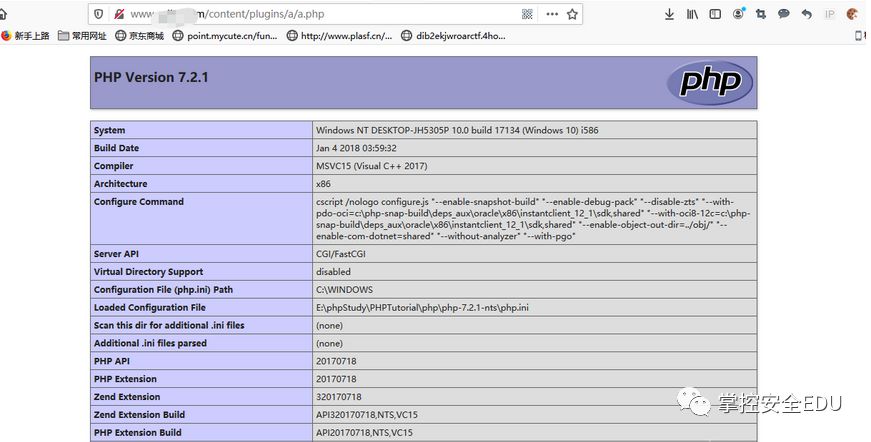 www. .com/content/plugins/a/a.php
IP
新手上路 常用网址 京东商城 point.mycute.cn/fun... http://www.plasf.cn/... dib2ekjwroarctf.4ho...
PHP Version 7.2.1
php
System Windows NT DESKTOP-JH5305P 10.0 build 17134 (Windows 10) i586
Build Date Jan 4 2018 03:59:32
Compiler MSVC15 (Visual C++ 2017)
Architecture x86
Configure Command cscript /nologo configure.js "--enable-snapshot-build" "--enable-debug-pack" "--disable-zts" "--with-
pdo-oci=c:\php-snap-build\deps_aux\oracle\x86\instantclient_12_1\sdk,shared" "--with-oci8-12c=c:\php-
snap-build\deps_aux\oracle\x86\instantclient_12_1\sdk,shared" "--enable-object-out-dir=../obj/" "--
enable-com-dotnet=shared" "--without-analyzer" "--with-pgo"
Server API CGI/FastCGI
Virtual Directory Support disabled
Configuration File (php.ini) Path C:\WINDOWS
Loaded Configuration File E:\phpStudy\PHPTutorial\php\php-7.2.1-nts\php.ini
Scan this dir for additional .ini files (none)
Additional .ini files parsed (none)
PHP API 20170718
PHP Extension 20170718
Zend Extension 320170718
Zend Extension Build API320170718,NTS,VC15
PHP Extension Build API20170718,NTS,VC15
掌控安全EDU